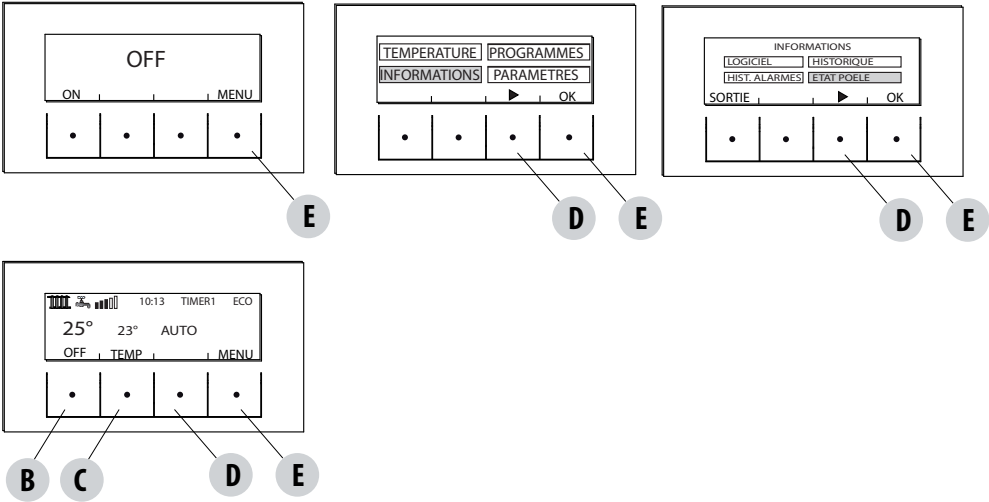 OFF
ON MENU
E
TEMPERATURE PROGRAMMES
INFORMATIONS PARAMETRES
OK
D E
INFORMATIONS
LOGICIEL HISTORIQUE
HIST. ALARMES ETAT POELE
SORTIE OK
D E
10:13 TIMER1 ECO
25° 23° AUTO
OFF TEMP MENU
B C D E